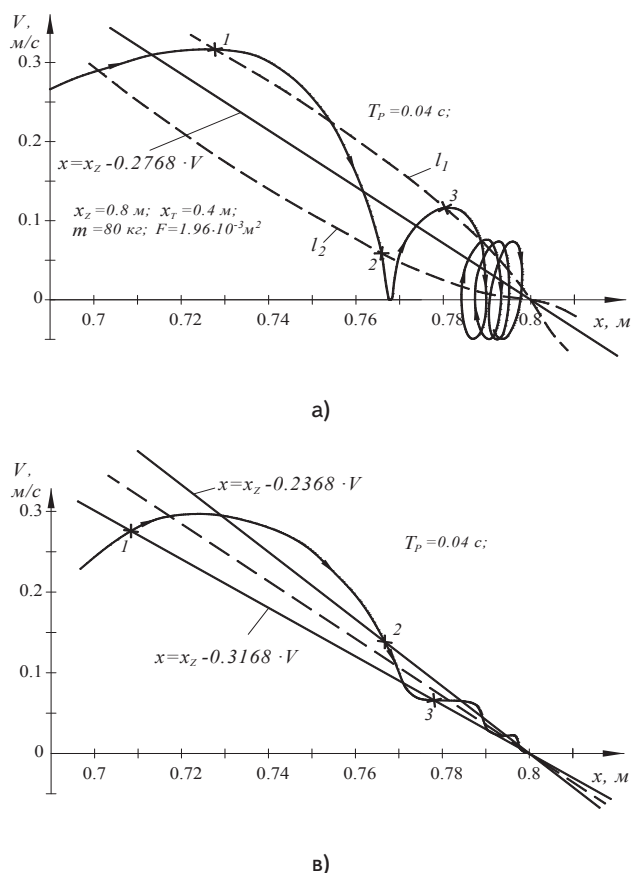 V,
м/с
0.3
0.2
0.1
0
1
2
3
T_P=0.04 с;
l_1
x=x_Z-0.2768 · V
x_Z=0.8 м; x_T=0.4 м;
m=80 кг; F=1.96·10^-3м^2
l_2
0.7 0.72 0.74 0.76 0.78 0.8
x, м
а)
V,
м/с
0.3
0.2
0.1
0
x=x_Z-0.2368 ·V
T_P=0.04 с;
1
2
3
x=x_Z-0.3168 ·V
0.7 0.72 0.74 0.76 0.78 0.8
x, м
в)